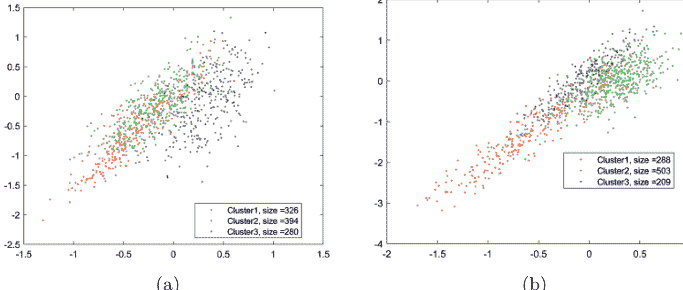 1.5
1
0.5
0
-0.5
-1
-1.5
-2
-2.5
-1.5 -1 -0.5 0 0.5 1 1.5
Cluster1, size =326
Cluster2, size =394
Cluster3, size =280
(a)
2
1
0
-1
-2
-3
-4
-2 -1.5 -1 -0.5 0 0.5
Cluster1, size =288
Cluster2, size =503
Cluster3, size =209
(b)